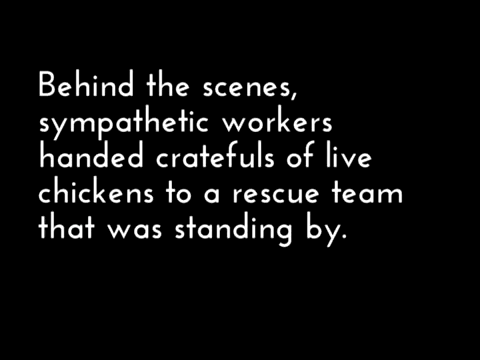 Behind the scenes,
sympathetic workers
handed cratefuls of live
chickens to a rescue team
that was standing by.